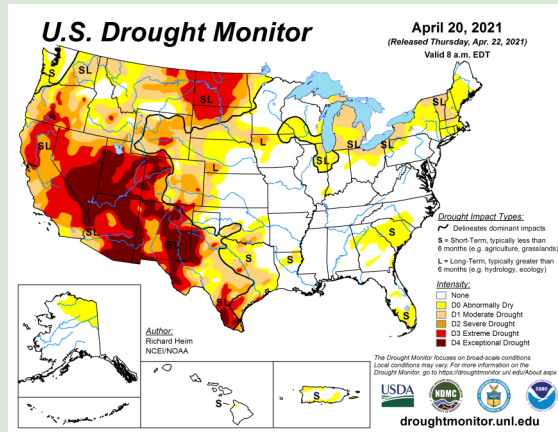 U.S. Drought Monitor
April 20, 2021
(Released Thursday, Apr. 22, 2021)
Valid 8 a.m. EDT
S
SL
SL
SL
SL
SL
L
L
SL
SL
SL
SL
S
S
S
S
S
S
Drought Impact Types:
Delineates dominant impacts
S = Short-Term, typically less than
6 months (e.g. agriculture, grasslands)
L = Long-Term, typically greater than
6 months (e.g. hydrology, ecology)
Intensity:
None
D0 Abnormally Dry
D1 Moderate Drought
D2 Severe Drought
D3 Extreme Drought
D4 Exceptional Drought
Author:
Richard Heim
NCEI/NOAA
The Drought Monitor focuses on broad-scale conditions.
Local conditions may vary. For more information on the
Drought Monitor, go to https://droughtmonitor.unl.edu/About.aspx
USDA
NDMC
droughtmonitor.unl.edu